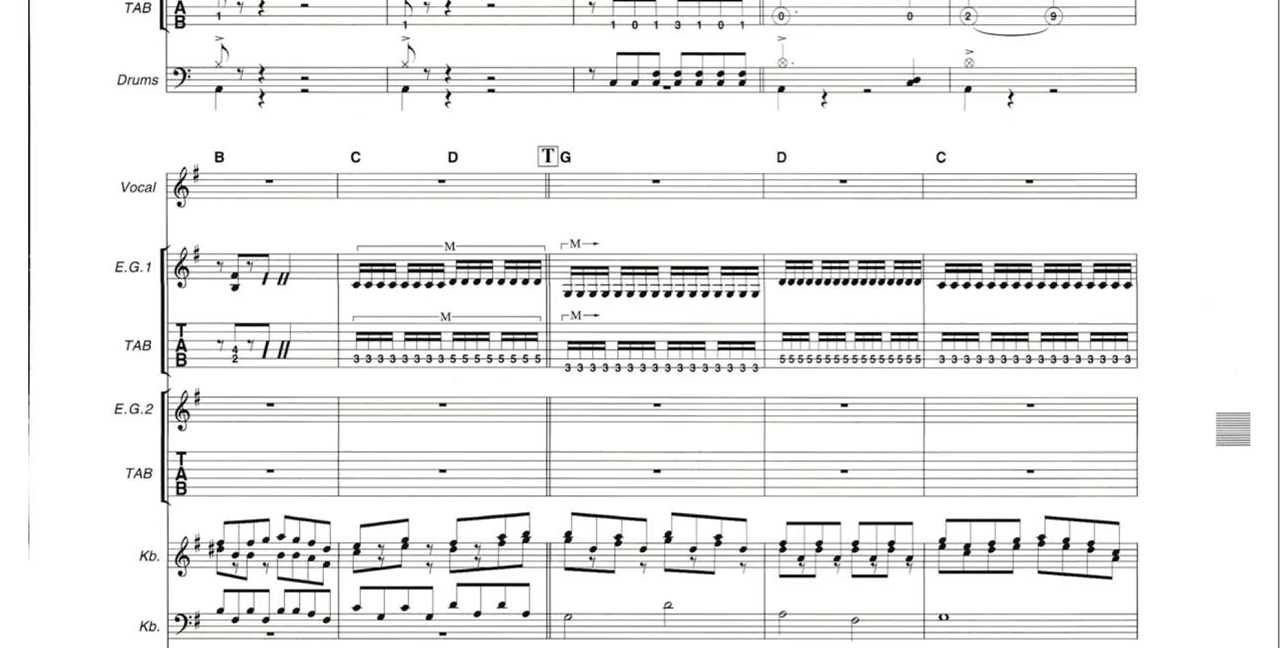 TAB A B 1 1 1 0 1 3 1 0 1 0 0 2 9
Drums
B C D T G D C
Vocal
M M
E.G.1
M M
TAB T A B 4 2 3 3 3 3 3 3 3 3 5 5 5 5 5 5 5 5 3 3 3 3 3 3 3 3 3 3 3 3 3 3 3 3 5 5 5 5 5 5 5 5 5 5 5 5 5 5 5 5 3 3 3 3 3 3 3 3 3 3 3 3 3 3 3 3
E.G.2
TAB T A B
Kb.
Kb.